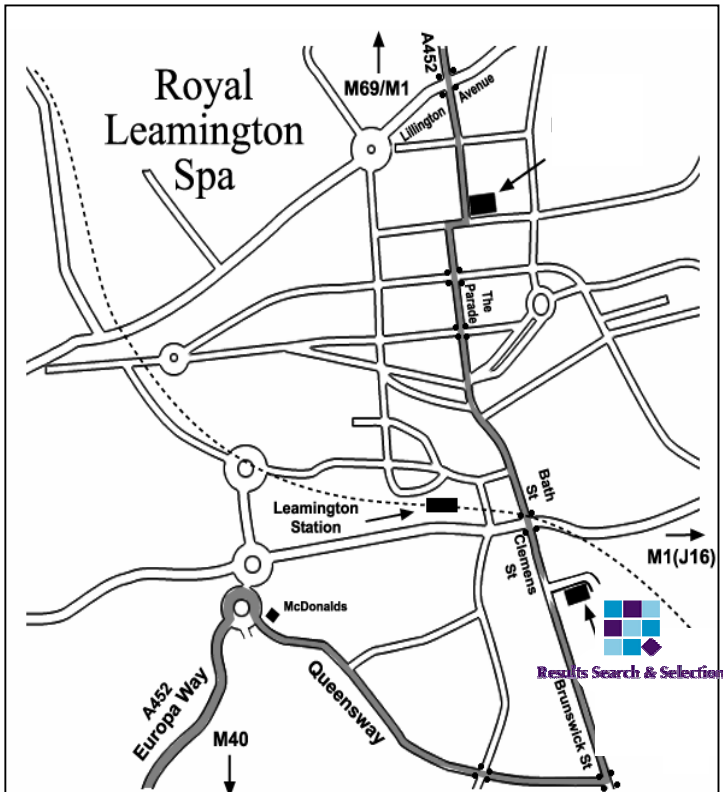 Royal
Leamington
Spa
M69/M1
A452
Lillington Avenue
The
Parade
Leamington
Station
Bath
St
Clemens
St
M1(J16)
McDonalds
Results Search & Selection
A452
Europa Way
Queensway
Brunswick St
M40